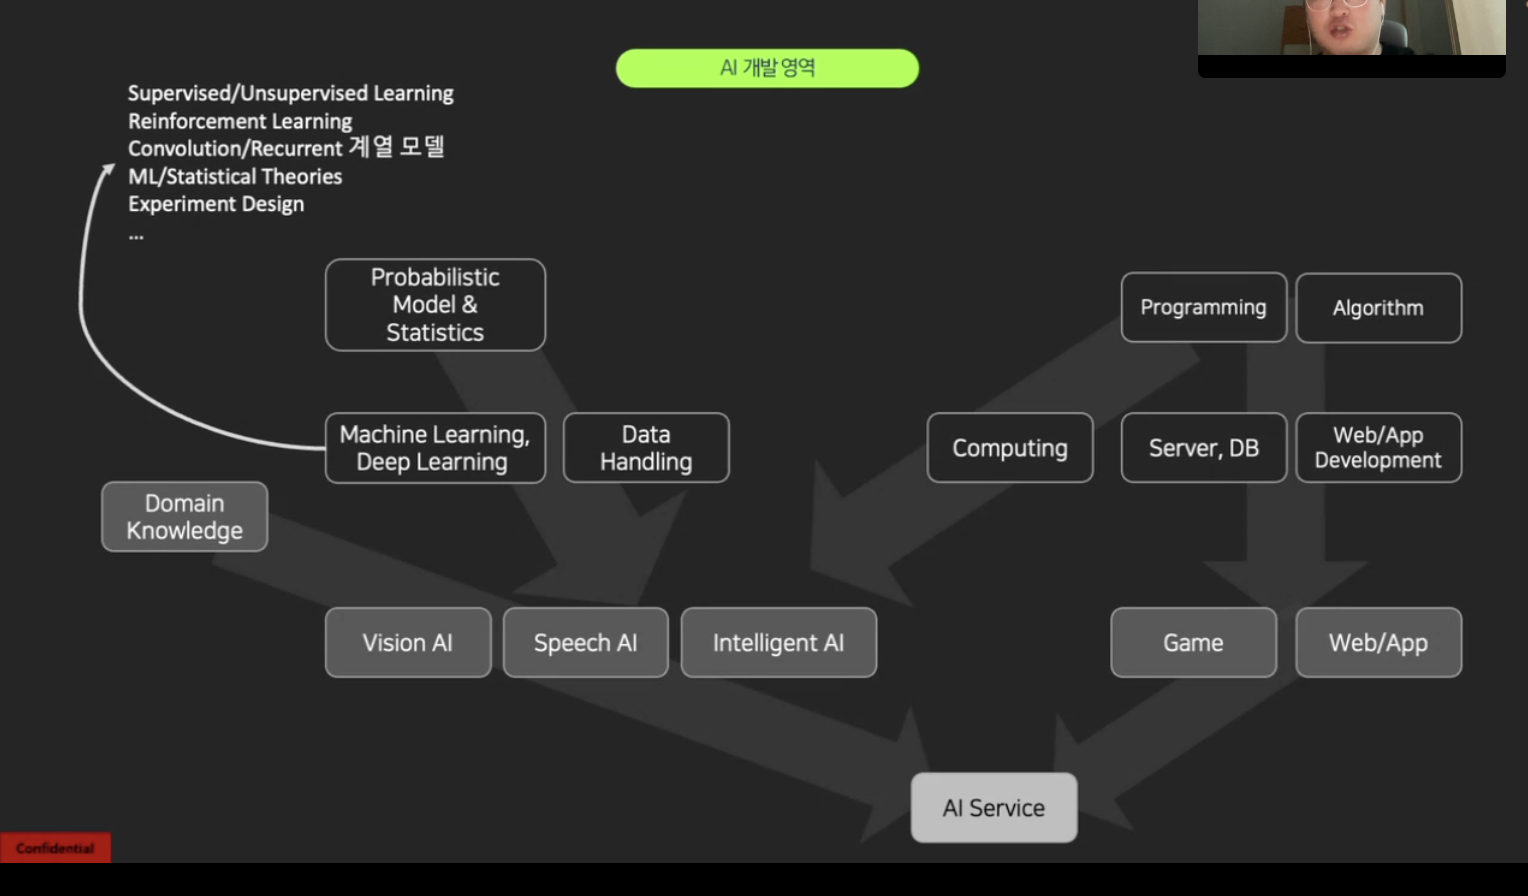 AI 개발 영역
Supervised/Unsupervised Learning
Reinforcement Learning
Convolution/Recurrent 계열 모델
ML/Statistical Theories
Experiment Design
...
Probabilistic
Model &
Statistics
Programming
Algorithm
Machine Learning,
Deep Learning
Data
Handling
Computing
Server, DB
Web/App
Development
Domain
Knowledge
Vision AI
Speech AI
Intelligent AI
Game
Web/App
AI Service
Confidential